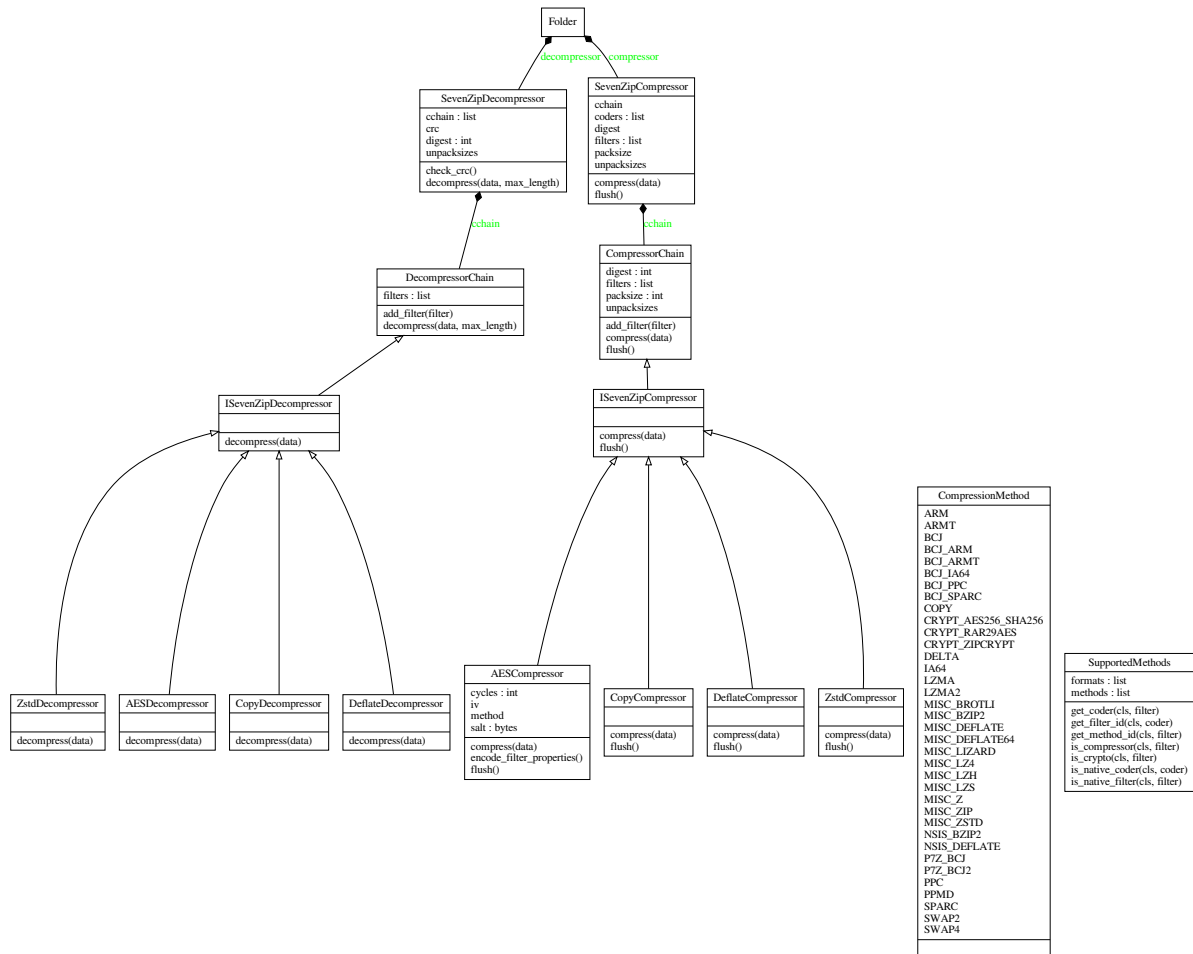 Folder
decompressor
compressor
SevenZipDecompressor
cchain : list
crc
digest : int
unpacksizes
check_crc()
decompress(data, max_length)
SevenZipCompressor
cchain
coders : list
digest
filters : list
packsize
unpacksizes
compress(data)
flush()
cchain
cchain
DecompressorChain
filters : list
add_filter(filter)
decompress(data, max_length)
CompressorChain
digest : int
filters : list
packsize : int
unpacksizes
add_filter(filter)
compress(data)
flush()
ISevenZipDecompressor
decompress(data)
ISevenZipCompressor
compress(data)
flush()
ZstdDecompressor
decompress(data)
AESDecompressor
decompress(data)
CopyDecompressor
decompress(data)
DeflateDecompressor
decompress(data)
AESCompressor
cycles : int
iv
method
salt : bytes
compress(data)
encode_filter_properties()
flush()
CopyCompressor
compress(data)
flush()
DeflateCompressor
compress(data)
flush()
ZstdCompressor
compress(data)
flush()
CompressionMethod
ARM
ARMT
BCJ
BCJ_ARM
BCJ_ARMT
BCJ_IA64
BCJ_PPC
BCJ_SPARC
COPY
CRYPT_AES256_SHA256
CRYPT_RAR29AES
CRYPT_ZIPCRYPT
DELTA
IA64
LZMA
LZMA2
MISC_BROTLI
MISC_BZIP2
MISC_DEFLATE
MISC_DEFLATE64
MISC_LIZARD
MISC_LZ4
MISC_LZH
MISC_LZS
MISC_Z
MISC_ZIP
MISC_ZSTD
NSIS_BZIP2
NSIS_DEFLATE
P7Z_BCJ
P7Z_BCJ2
PPC
PPMD
SPARC
SWAP2
SWAP4
SupportedMethods
formats : list
methods : list
get_coder(cls, filter)
get_filter_id(cls, coder)
get_method_id(cls, filter)
is_compressor(cls, filter)
is_crypto(cls, filter)
is_native_coder(cls, coder)
is_native_filter(cls, filter)